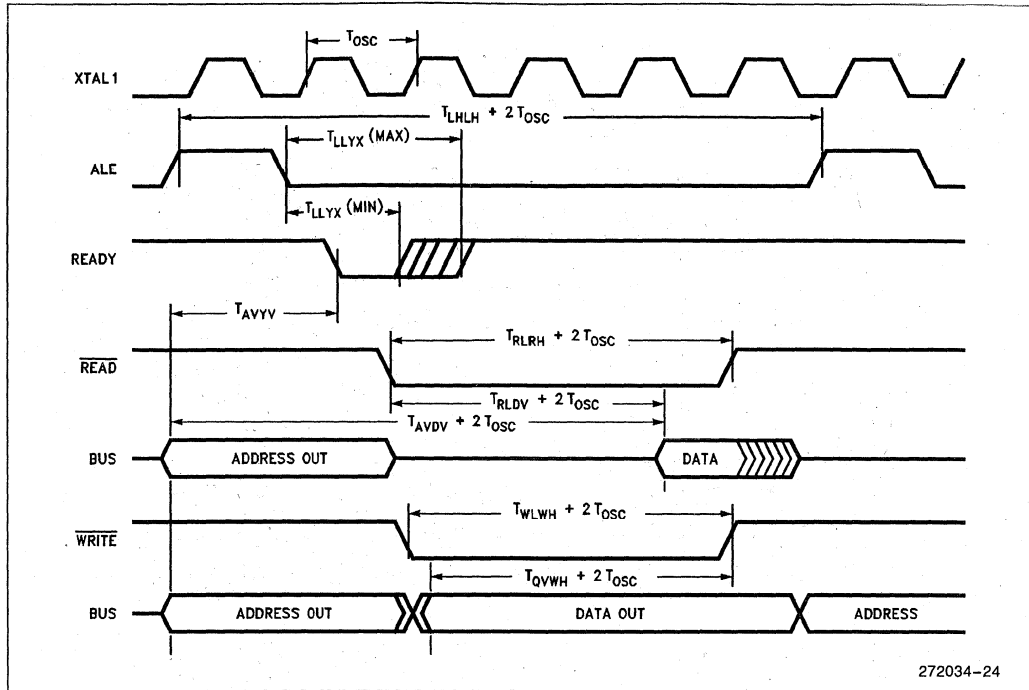 T_OSC
XTAL1
T_LHLH + 2 T_OSC
T_LLYX (MAX)
ALE
T_LLYX (MIN)
READY
T_AVYV
T_RLRH + 2 T_OSC
READ
T_RLDV + 2 T_OSC
T_AVDV + 2 T_OSC
BUS ADDRESS OUT DATA
T_WLWH + 2 T_OSC
WRITE
T_QVWH + 2 T_OSC
BUS ADDRESS OUT DATA OUT ADDRESS
272034-24